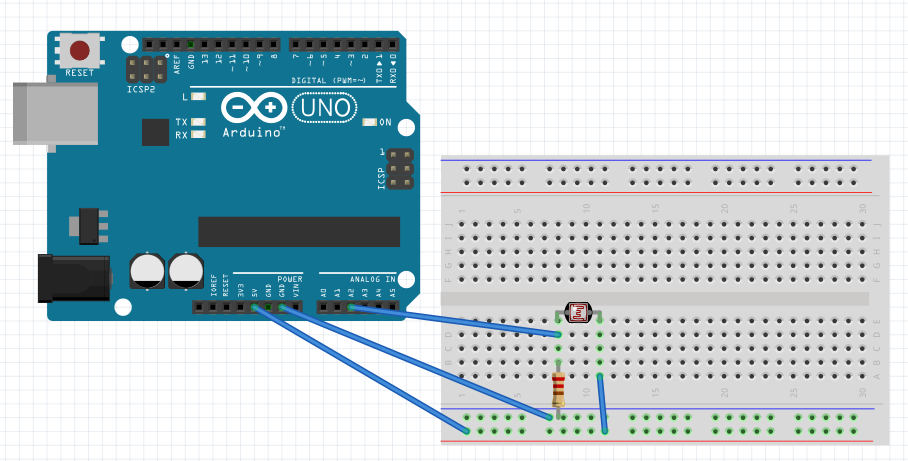 RESET
ICSP2
AREF
GND
13
12
~11
~10
~9
8
7
~6
~5
~4
~3
2
TXD▶1
RXD◀0
DIGITAL (PWM=~)
L
TX
RX
UNO
Arduino™
ON
1
ICSP
IOREF
RESET
3V3
5V
GND
GND
VIN
POWER
ANALOG IN
A0
A1
A2
A3
A4
A5
1 5 10 15 20 25 30
J
I
H
G
F
E
D
C
B
A
1 5 10 15 20 25 30